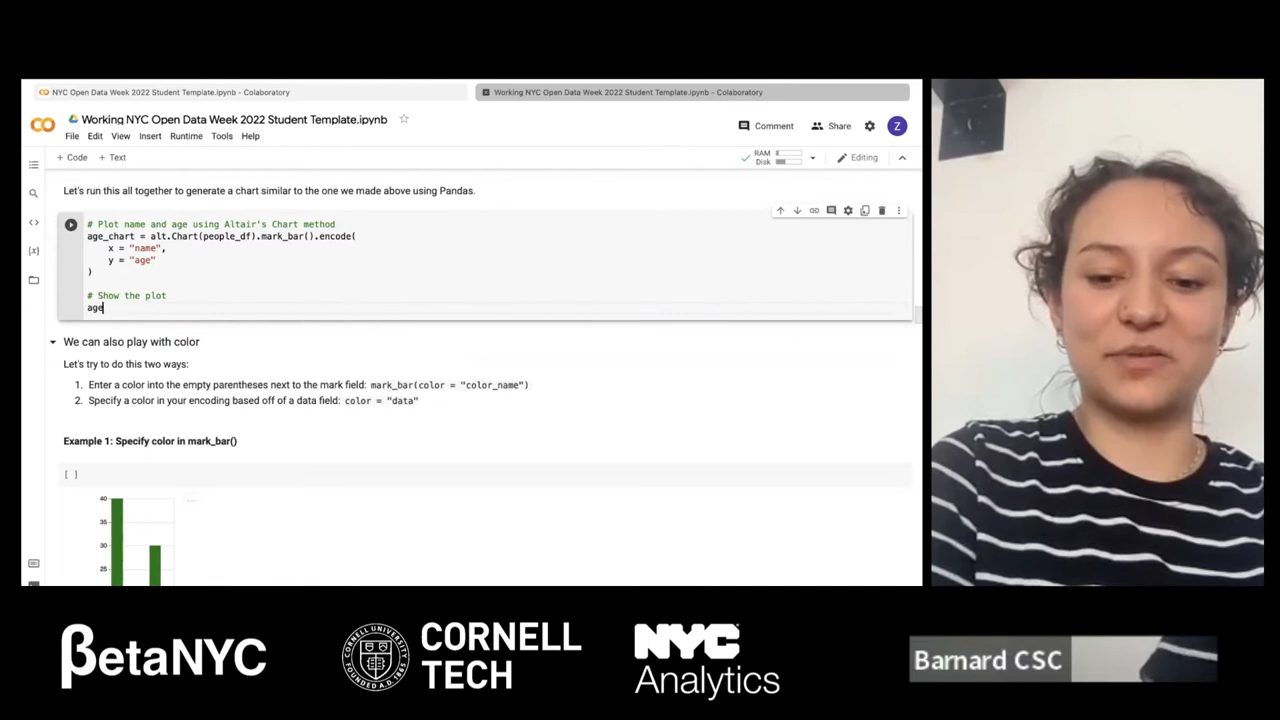 NYC Open Data Week 2022 Student Template.ipynb - Colaboratory
Working NYC Open Data Week 2022 Student Template.ipynb - Colaboratory
Working NYC Open Data Week 2022 Student Template.ipynb
Comment
Share
Z
File Edit View Insert Runtime Tools Help
+ Code + Text
RAM
Disk
Editing
Let's run this all together to generate a chart similar to the one we made above using Pandas.
# Plot name and age using Altair's Chart method
age_chart = alt.Chart(people_df).mark_bar().encode(
x = "name",
y = "age"
)
# Show the plot
age
We can also play with color
Let's try to do this two ways:
1. Enter a color into the empty parentheses next to the mark field: mark_bar(color = "color_name")
2. Specify a color in your encoding based off of a data field: color = "data"
Example 1: Specify color in mark_bar()
[ ]
40
35
30
25
βetaNYC
CORNELL UNIVERSITY
FOUNDED A.D. 1865
CORNELL
TECH
NYC
Analytics
Barnard CSC